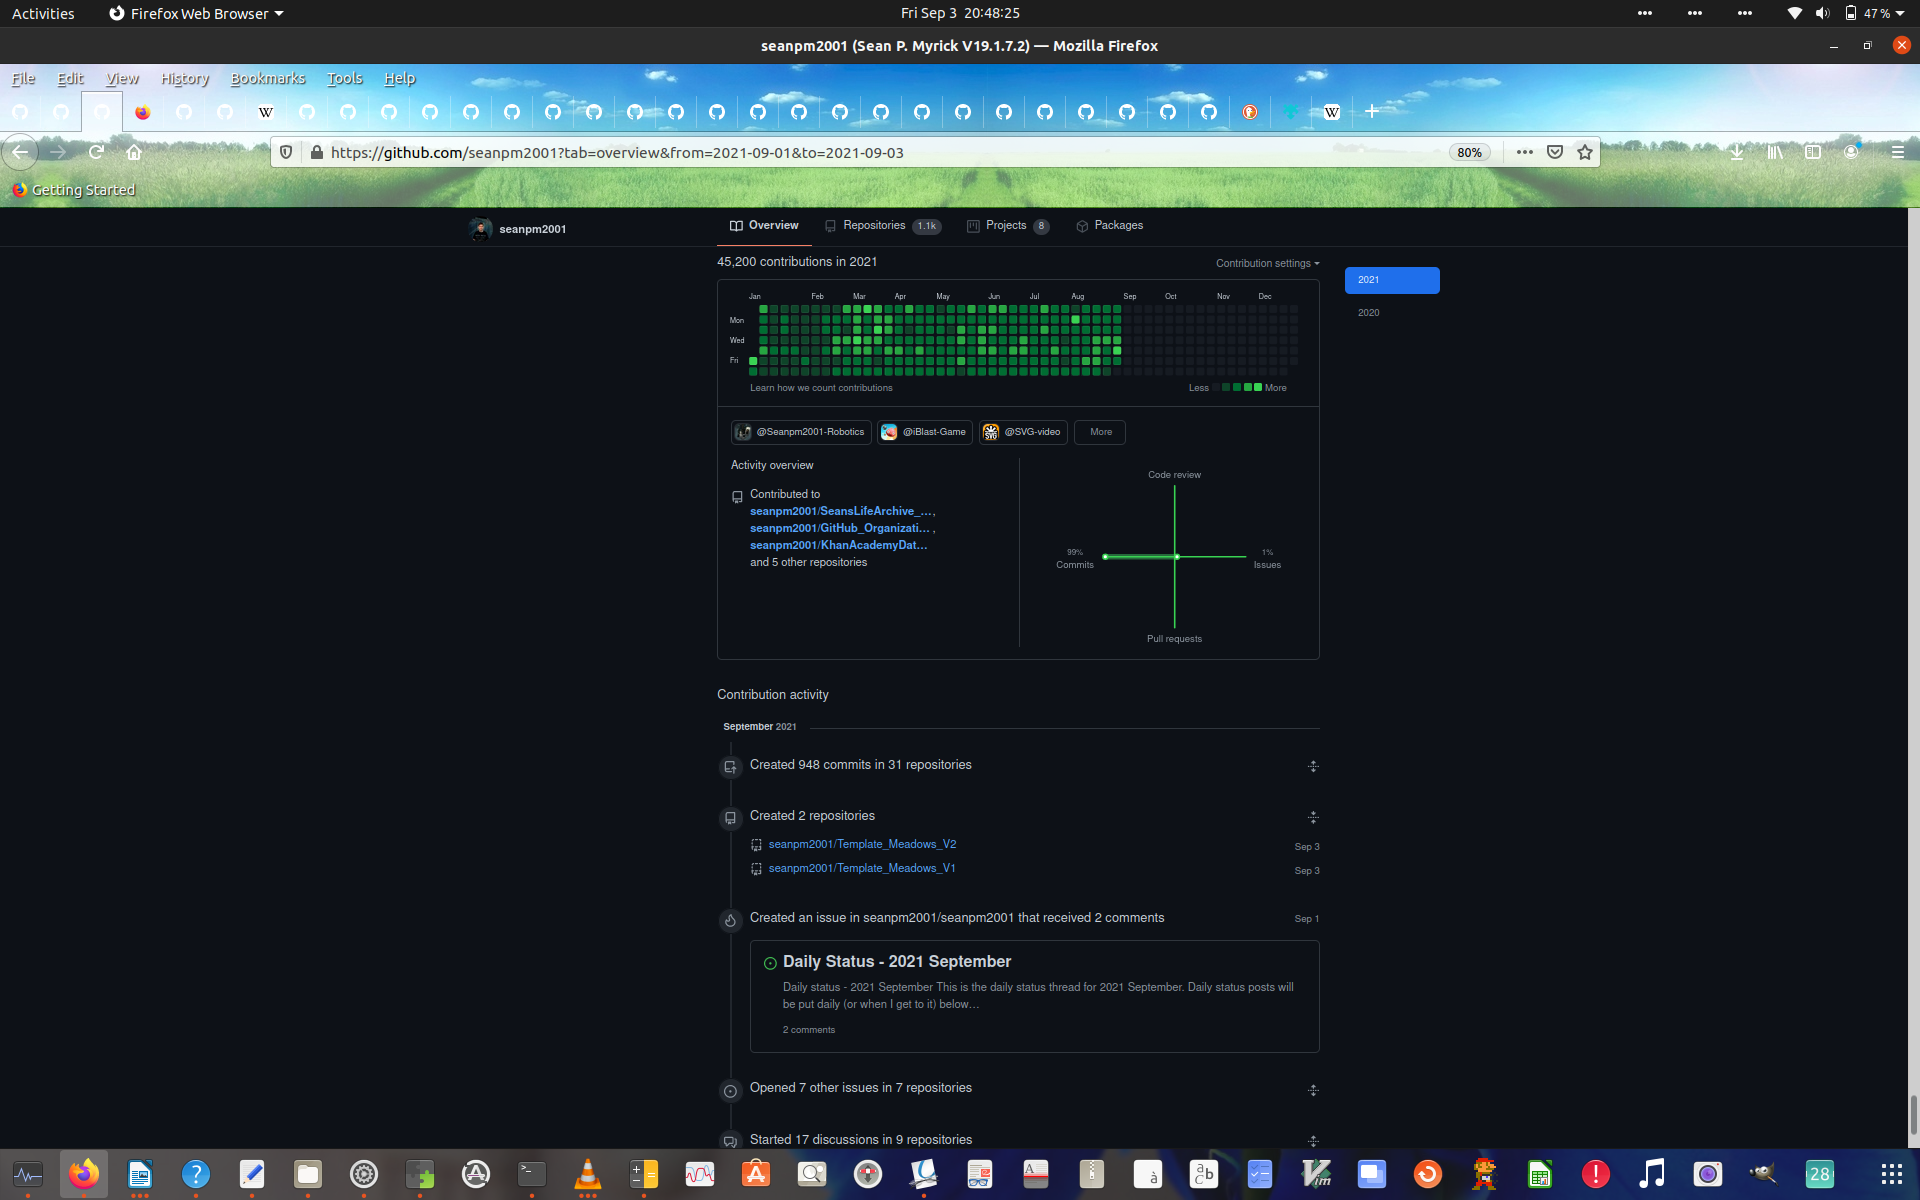 Activities
Firefox Web Browser
Fri Sep 3 20:48:25
47 %
seanpm2001 (Sean P. Myrick V19.1.7.2) — Mozilla Firefox
File Edit View History Bookmarks Tools Help
W
W
https://github.com/seanpm2001?tab=overview&from=2021-09-01&to=2021-09-03
80%
Getting Started
seanpm2001
Overview
Repositories 1.1k
Projects 8
Packages
45,200 contributions in 2021
Contribution settings
2021
2020
Jan Feb Mar Apr May Jun Jul Aug Sep Oct Nov Dec
Mon
Wed
Fri
Learn how we count contributions
Less
More
@Seanpm2001-Robotics
@iBlast-Game
SVG
@SVG-video
More
Activity overview
Contributed to
seanpm2001/SeansLifeArchive_…,
seanpm2001/GitHub_Organizati… ,
seanpm2001/KhanAcademyDat…
and 5 other repositories
Code review
99%
Commits
1%
Issues
Pull requests
Contribution activity
September 2021
Created 948 commits in 31 repositories
Created 2 repositories
seanpm2001/Template_Meadows_V2
Sep 3
seanpm2001/Template_Meadows_V1
Sep 3
Created an issue in seanpm2001/seanpm2001 that received 2 comments
Sep 1
Daily Status - 2021 September
Daily status - 2021 September This is the daily status thread for 2021 September. Daily status posts will
be put daily (or when I get to it) below…
2 comments
Opened 7 other issues in 7 repositories
Started 17 discussions in 9 repositories
28